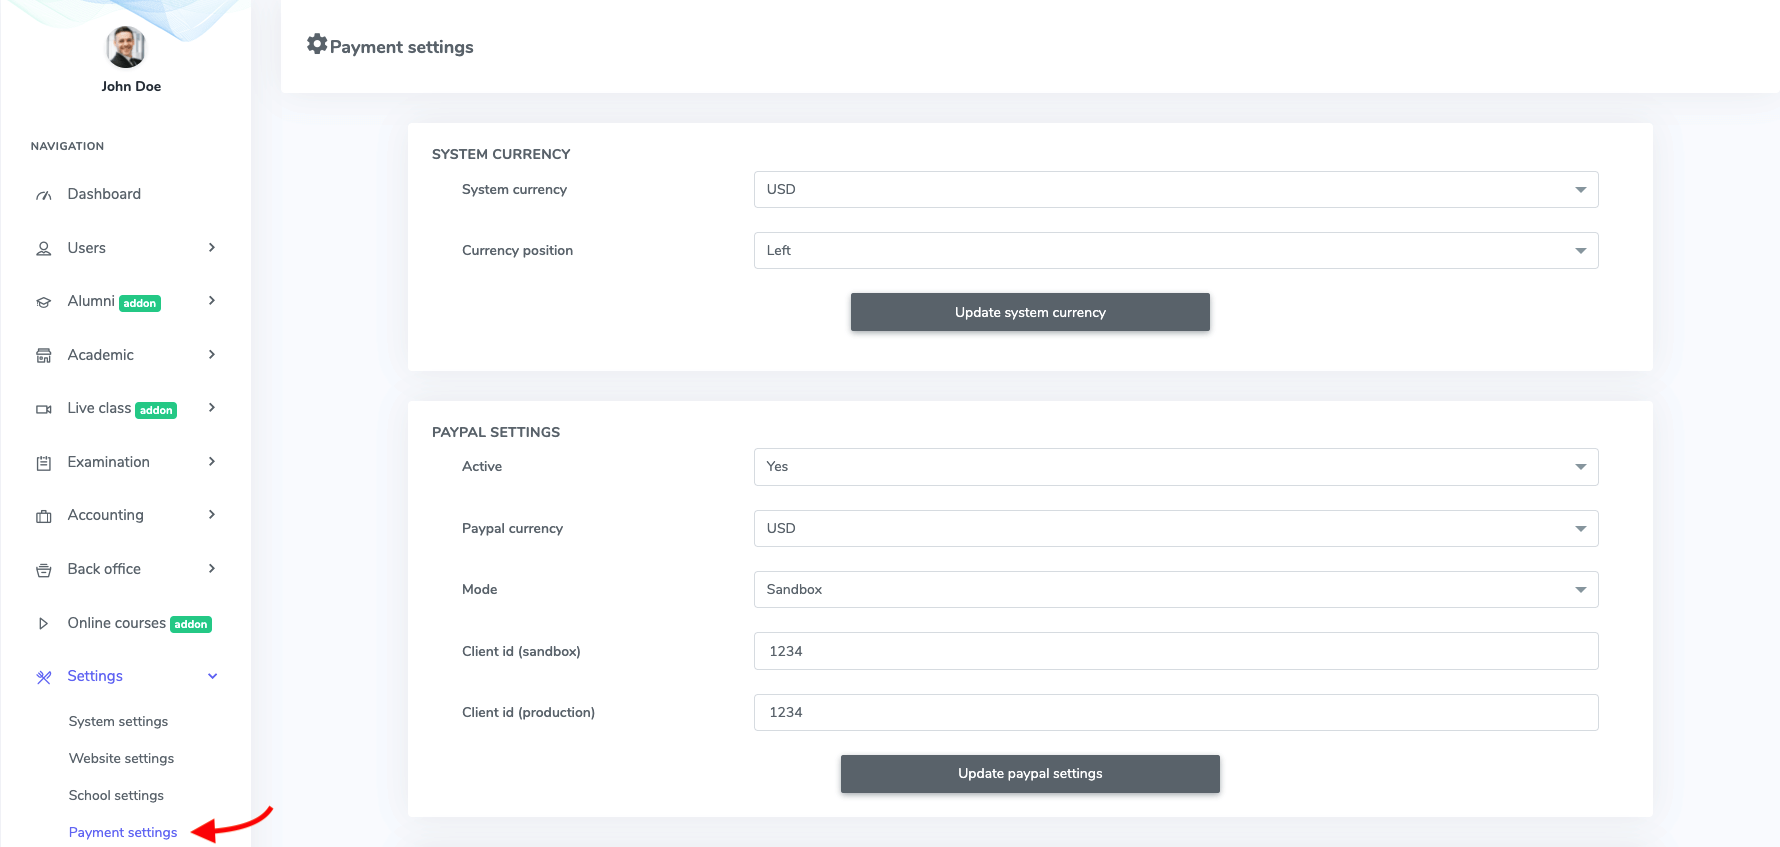 John Doe
NAVIGATION
Dashboard
Users
Alumni addon
Academic
Live class addon
Examination
Accounting
Back office
Online courses addon
Settings
System settings
Website settings
School settings
Payment settings
Payment settings
SYSTEM CURRENCY
System currency USD
Currency position Left
Update system currency
PAYPAL SETTINGS
Active Yes
Paypal currency USD
Mode Sandbox
Client id (sandbox) 1234
Client id (production) 1234
Update paypal settings